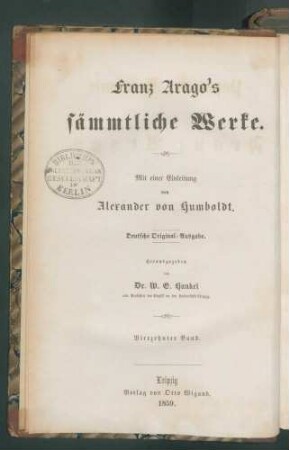 Franz Arago's
sämmtliche Werke.
Mit einer Einleitung
von
Alexander von Humboldt.
Deutsche Original-Ausgabe.
Herausgegeben
von
Dr. W. G. Hankel
Vierzehnter Band.
Leipzig
Verlag von Otto Wigand.
1859.
BERLIN